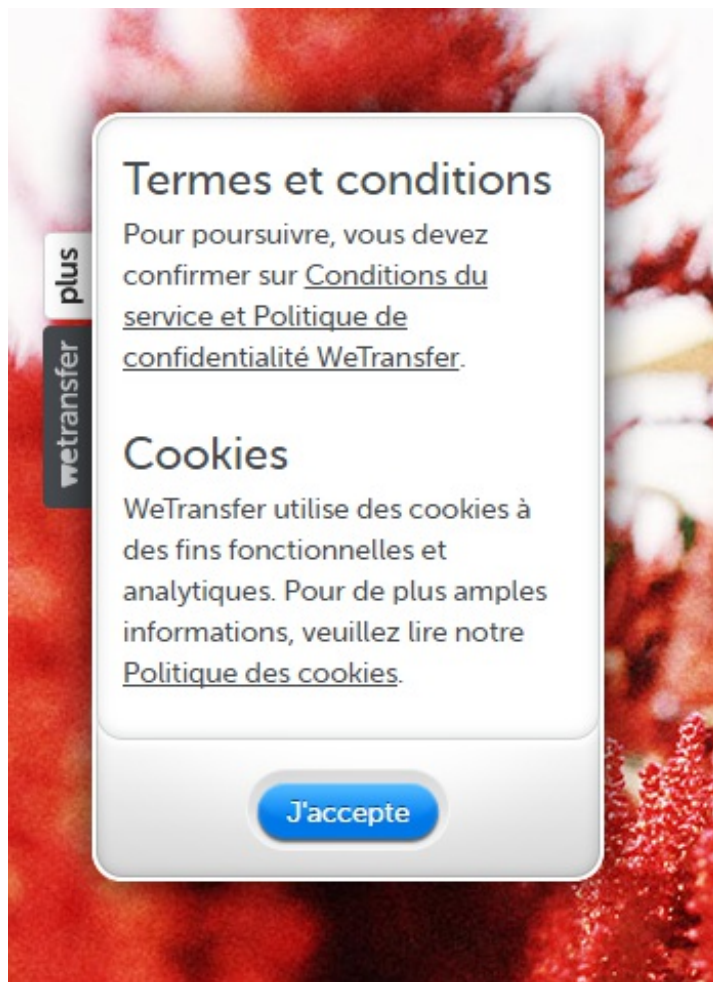 Termes et conditions
Pour poursuivre, vous devez
confirmer sur Conditions du
service et Politique de
confidentialité WeTransfer.
plus
wetransfer
Cookies
WeTransfer utilise des cookies à
des fins fonctionnelles et
analytiques. Pour de plus amples
informations, veuillez lire notre
Politique des cookies.
J'accepte